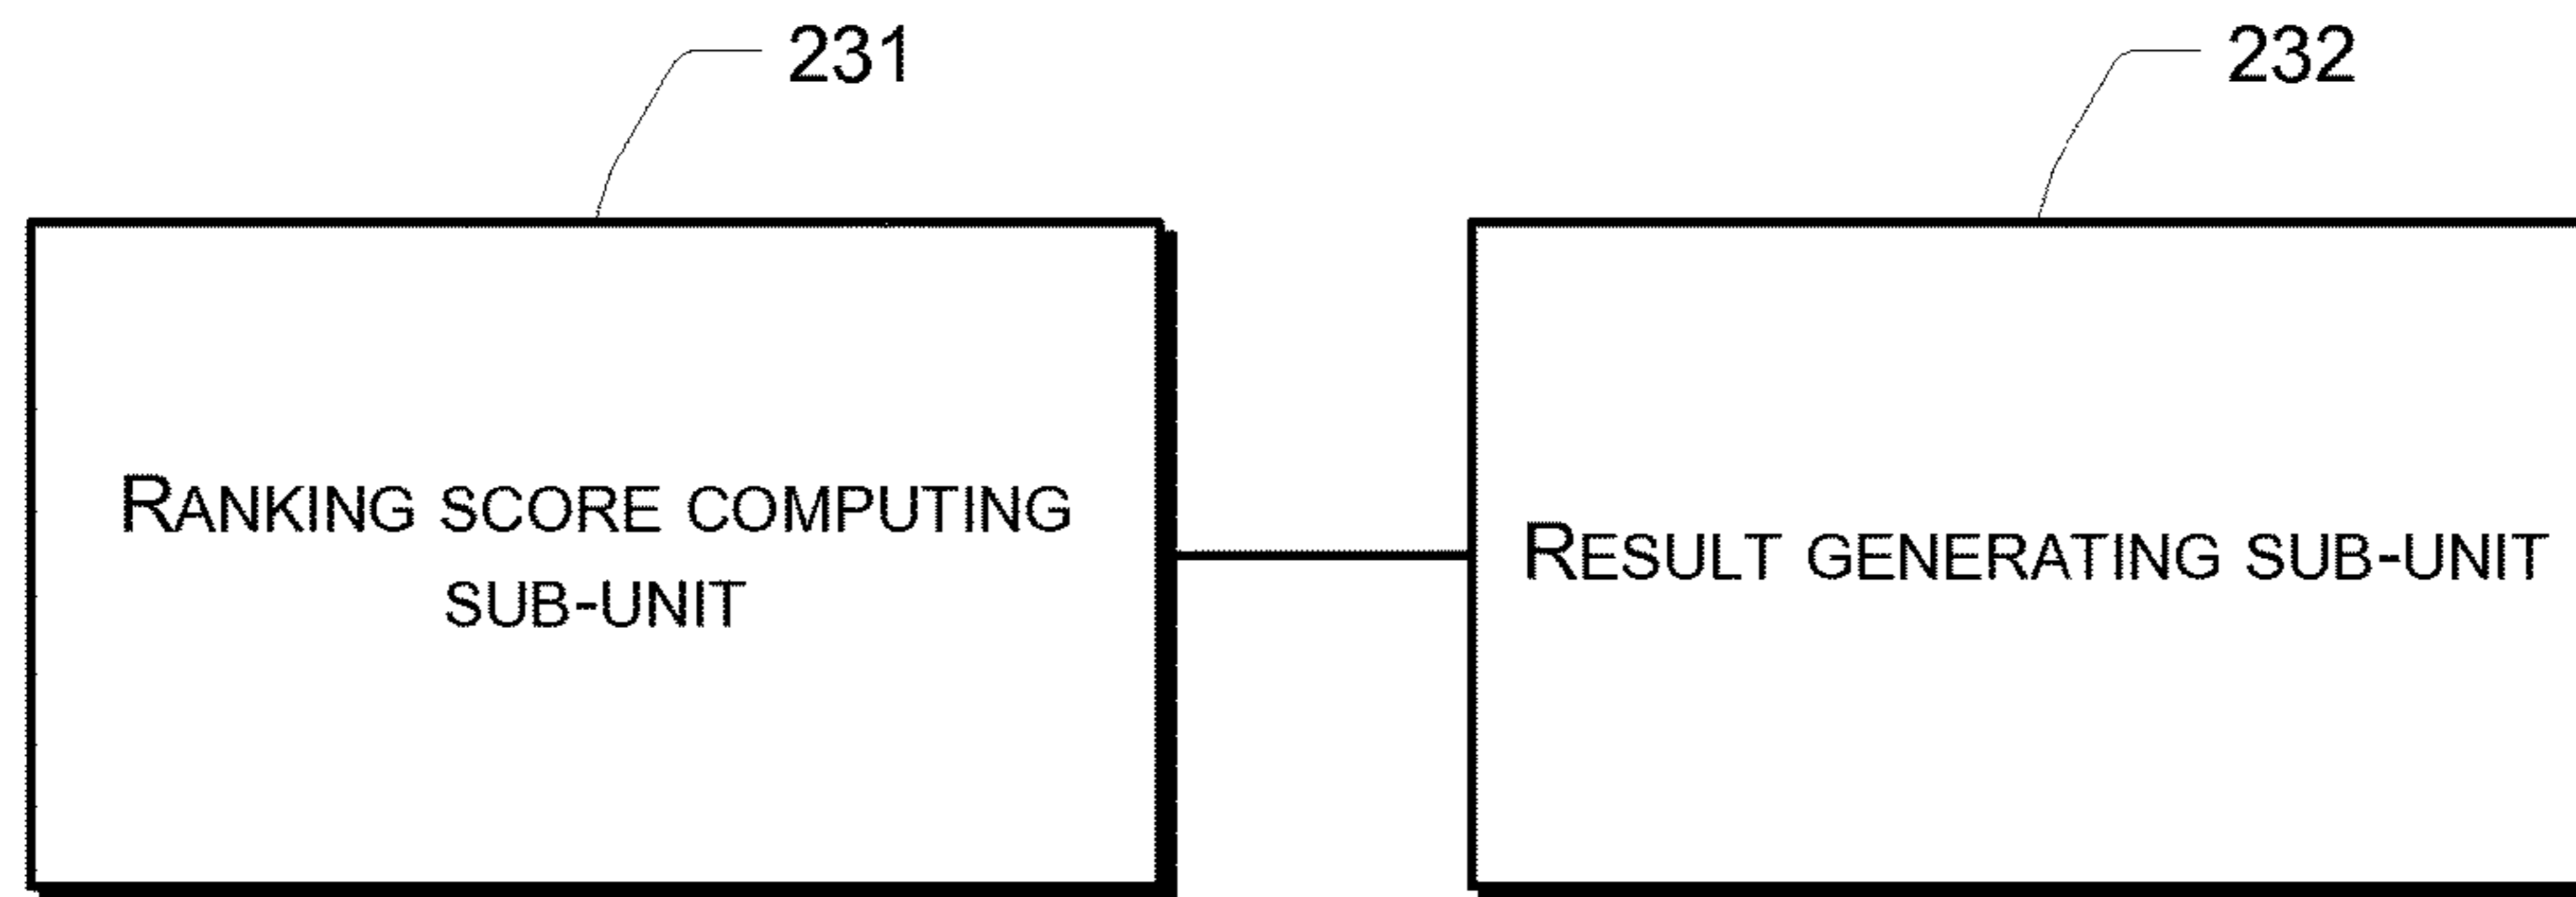 231
232
RANKING SCORE COMPUTING
SUB-UNIT
RESULT GENERATING SUB-UNIT